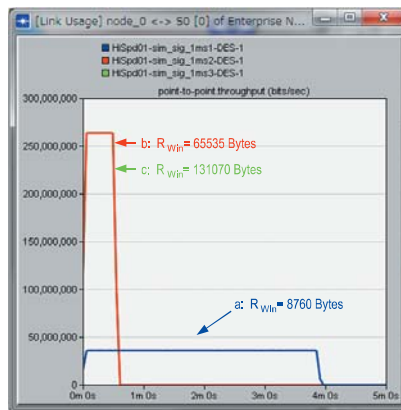 [Link Usage] node_0 <-> S0 [0] of Enterprise N...
HiSpd01-sim_sig_1ms1-DES-1
HiSpd01-sim_sig_1ms2-DES-1
HiSpd01-sim_sig_1ms3-DES-1
point-to-point.throughput (bits/sec)
300,000,000
250,000,000
200,000,000
150,000,000
100,000,000
50,000,000
0
b: R Win= 65535 Bytes
c: R Win= 131070 Bytes
a: R Win= 8760 Bytes
0m 0s 1m 0s 2m 0s 3m 0s 4m 0s 5m 0s